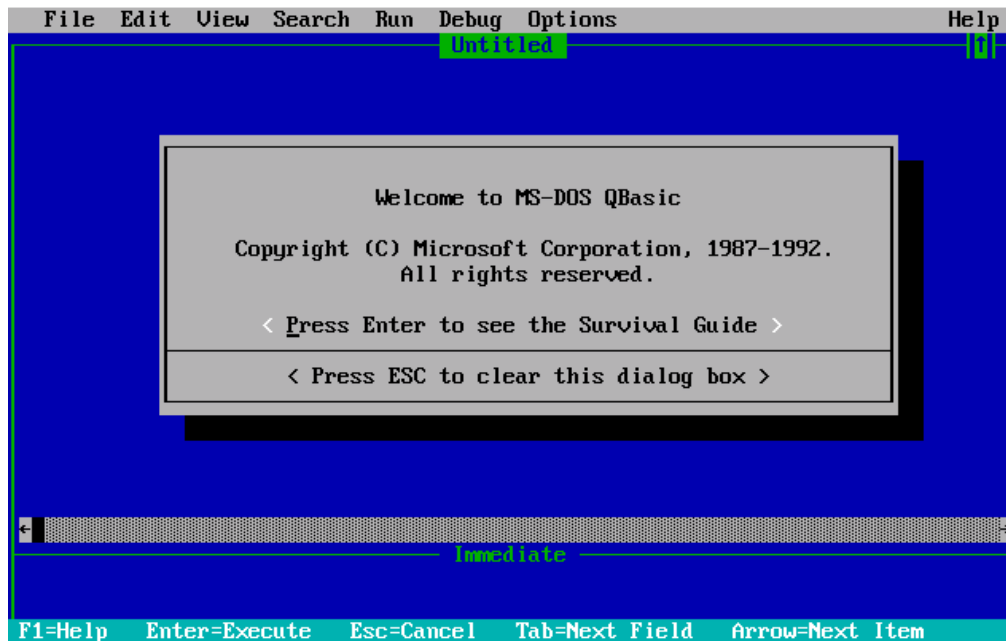 File Edit View Search Run Debug Options Help
Untitled
↑
Welcome to MS-DOS QBasic
Copyright (C) Microsoft Corporation, 1987-1992.
All rights reserved.
< Press Enter to see the Survival Guide >
< Press ESC to clear this dialog box >
Immediate
F1=Help Enter=Execute Esc=Cancel Tab=Next Field Arrow=Next Item